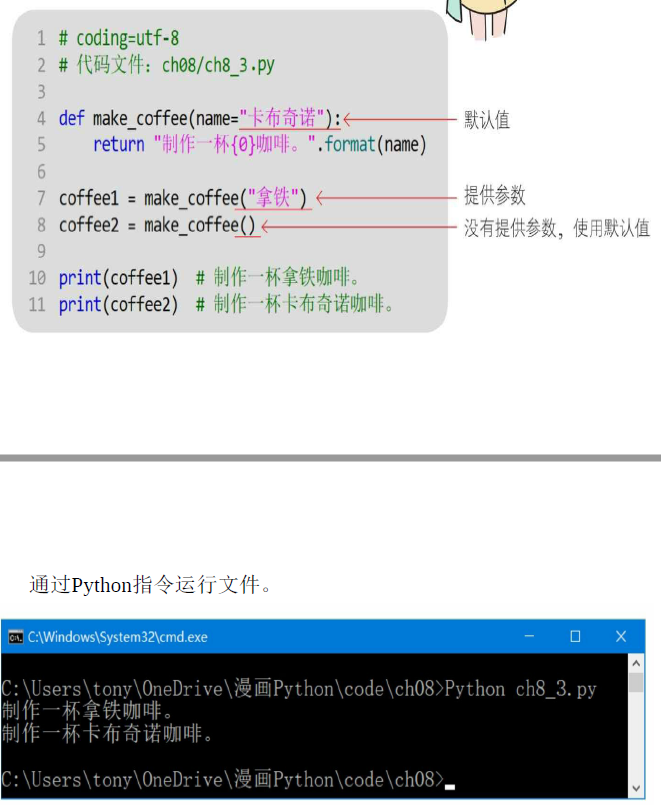 1 # coding=utf-8
2 # 代码文件：ch08/ch8_3.py
3
4 def make_coffee(name="卡布奇诺"): 默认值
5     return "制作一杯{0}咖啡。".format(name)
6
7 coffee1 = make_coffee("拿铁") 提供参数
8 coffee2 = make_coffee() 没有提供参数，使用默认值
9
10 print(coffee1)  # 制作一杯拿铁咖啡。
11 print(coffee2)  # 制作一杯卡布奇诺咖啡。
通过Python指令运行文件。
C:\Windows\System32\cmd.exe
C:\Users\tony\OneDrive\漫画Python\code\ch08>Python ch8_3.py
制作一杯拿铁咖啡。
制作一杯卡布奇诺咖啡。
C:\Users\tony\OneDrive\漫画Python\code\ch08>